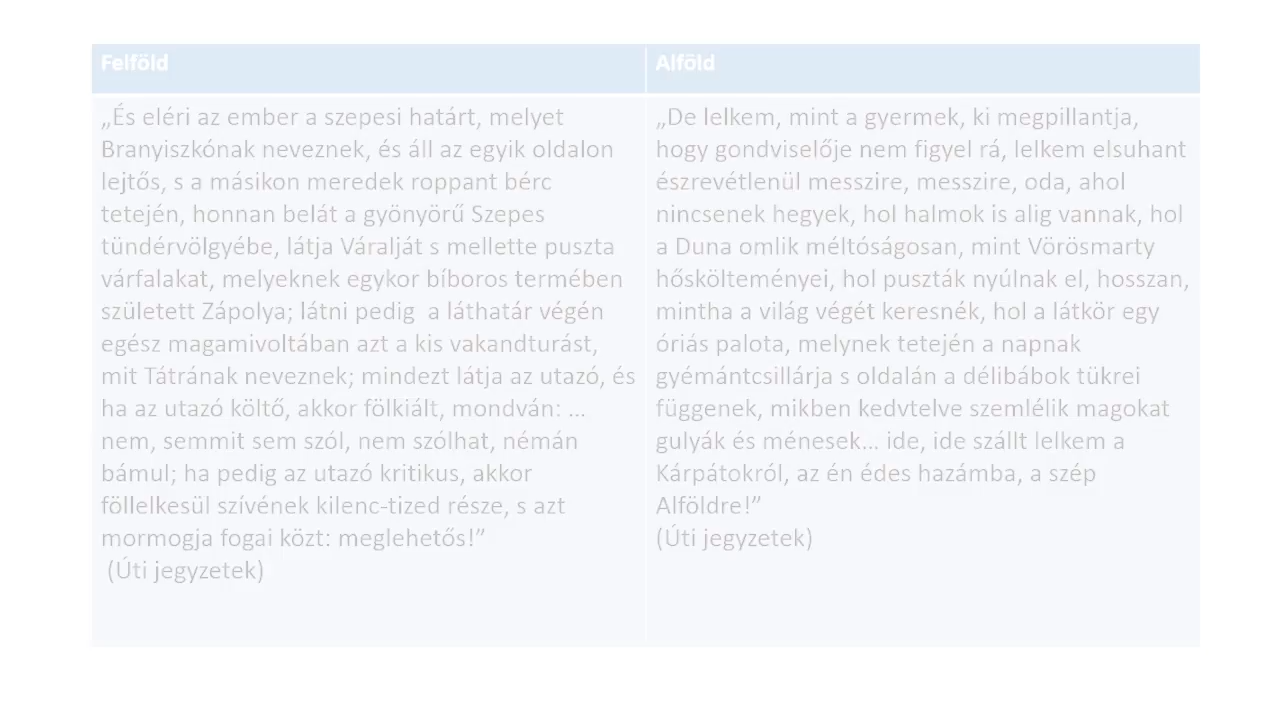 Felföld
„És eléri az ember a szepesi határt, melyet
Branyiszkónak neveznek, és áll az egyik oldalon
lejtős, s a másikon meredek roppant bérc
tetején, honnan belát a gyönyörű Szepes
tündérvölgyébe, látja Váralját s mellette puszta
várfalakat, melyeknek egykor bíboros termében
született Zápolya; látni pedig a láthatár végén
egész magamivoltában azt a kis vakandturást,
mit Tátrának neveznek; mindezt látja az utazó, és
ha az utazó költő, akkor fölkiált, mondván: ...
nem, semmit sem szól, nem szólhat, némán
bámul; ha pedig az utazó kritikus, akkor
föllelkesül szívének kilenc-tized része, s azt
mormogja fogai közt: meglehetős!”
(Úti jegyzetek)
Alföld
„De lelkem, mint a gyermek, ki megpillantja,
hogy gondviselője nem figyel rá, lelkem elsuhant
észrevétlenül messzire, messzire, oda, ahol
nincsenek hegyek, hol halmok is alig vannak, hol
a Duna omlik méltóságosan, mint Vörösmarty
hőskölteményei, hol puszták nyúlnak el, hosszan,
mintha a világ végét keresnék, hol a látkör egy
óriás palota, melynek tetején a napnak
gyémántcsillárja s oldalán a délibábok tükrei
függenek, mikben kedvtelve szemlélik magokat
gulyák és ménesek... ide, ide szállt lelkem a
Kárpátokról, az én édes hazámba, a szép
Alföldre!”
(Úti jegyzetek)